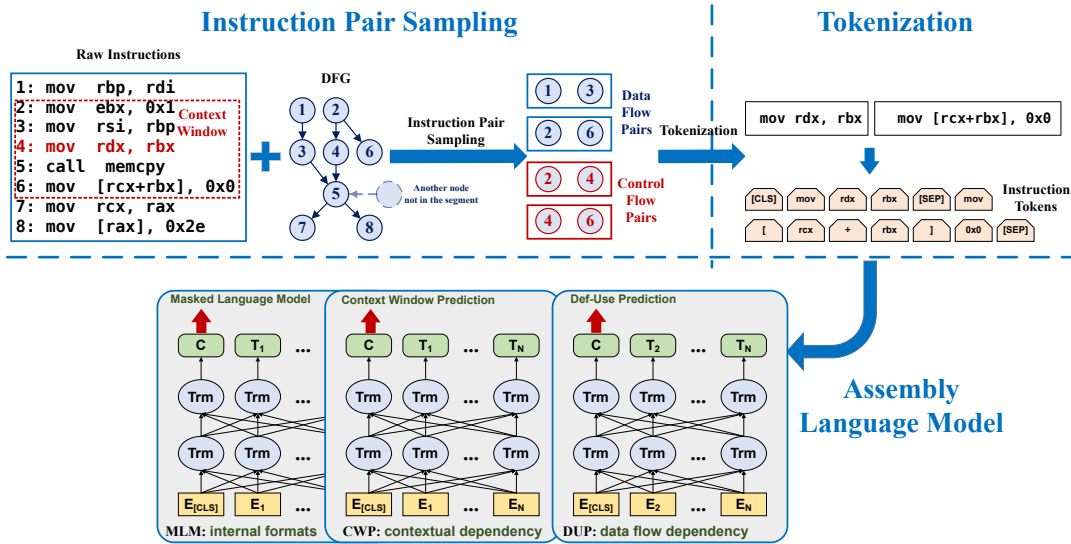 Instruction Pair Sampling
Tokenization
Raw Instructions
1: mov rbp, rdi
2: mov ebx, 0x1
3: mov rsi, rbp
4: mov rdx, rbx
5: call memcpy
6: mov [rcx+rbx], 0x0
7: mov rcx, rax
8: mov [rax], 0x2e
Context
Window
DFG
1
2
3
4
6
5
7
8
Another node
not in the segment
Instruction Pair
Sampling
1 3
2 6
2 4
4 6
Data
Flow
Pairs
Control
Flow
Pairs
Tokenization
mov rdx, rbx
mov [rcx+rbx], 0x0
[CLS] mov rdx rbx [SEP] mov
[ rcx + rbx ] 0x0 [SEP]
Instruction
Tokens
Masked Language Model
C T1 ...
Trm Trm ...
Trm Trm ...
E[CLS] E1 ...
MLM: internal formats
Context Window Prediction
C T1 ... TN
Trm Trm ... Trm
Trm Trm ... Trm
E[CLS] E1 ... EN
CWP: contextual dependency
Def-Use Prediction
C T2 ... TN
Trm Trm ... Trm
Trm Trm ... Trm
E[CLS] E2 ... EN
DUP: data flow dependency
Assembly
Language Model